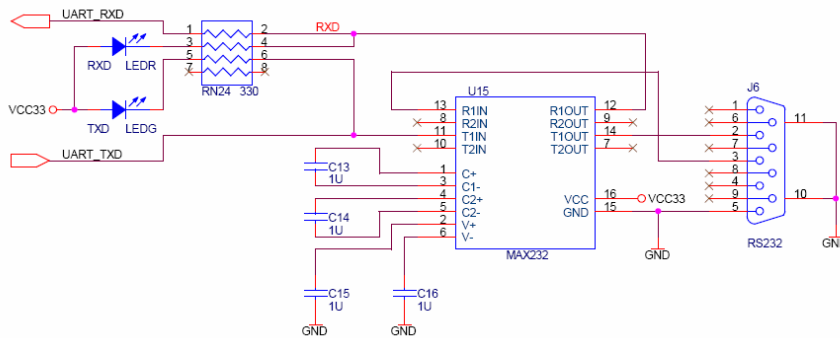 UART_RXD
1 2 RXD
3 4
5 6
7 8
RXD LEDR
RN24 330
VCC33
TXD LEDG
UART_TXD
U15
J6
13 R1IN R1OUT 12
8 R2IN R2OUT 9
11 T1IN T1OUT 14
10 T2IN T2OUT 7
1 C+
3 C1-
4 C2+
5 C2-
2 V+
6 V-
VCC 16 VCC33
GND 15
MAX232
GND
C13
1U
C14
1U
C15
1U
GND
C16
1U
GND
1
6
2
7
3
8
4
9
5
11
10
RS232
GND